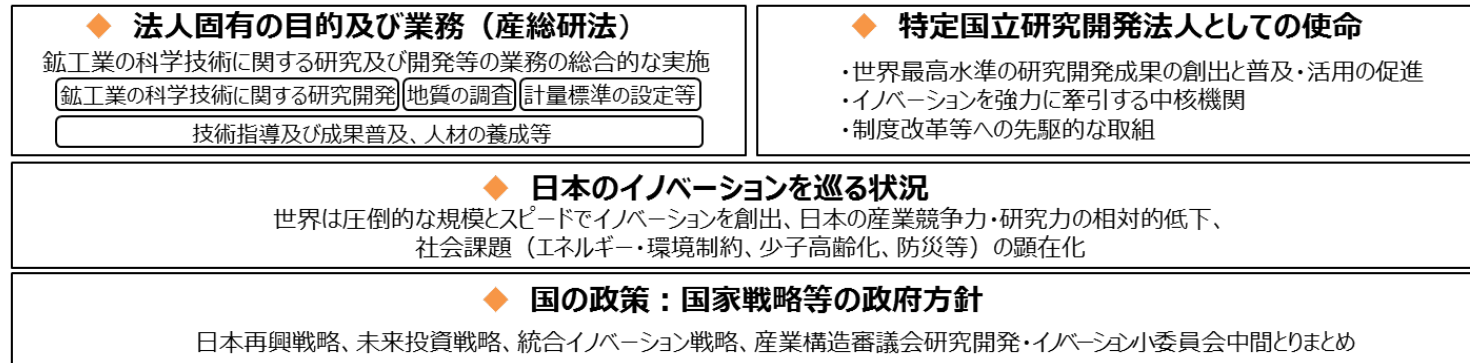 ◆ 法人固有の目的及び業務（産総研法）
鉱工業の科学技術に関する研究及び開発等の業務の総合的な実施
鉱工業の科学技術に関する研究開発 地質の調査 計量標準の設定等
技術指導及び成果普及、人材の養成等
◆ 特定国立研究開発法人としての使命
・世界最高水準の研究開発成果の創出と普及・活用の促進
・イノベーションを強力に牽引する中核機関
・制度改革等への先駆的な取組
◆ 日本のイノベーションを巡る状況
世界は圧倒的な規模とスピードでイノベーションを創出、日本の産業競争力・研究力の相対的低下、
社会課題（エネルギー・環境制約、少子高齢化、防災等）の顕在化
◆ 国の政策：国家戦略等の政府方針
日本再興戦略、未来投資戦略、統合イノベーション戦略、産業構造審議会研究開発・イノベーション小委員会中間とりまとめ